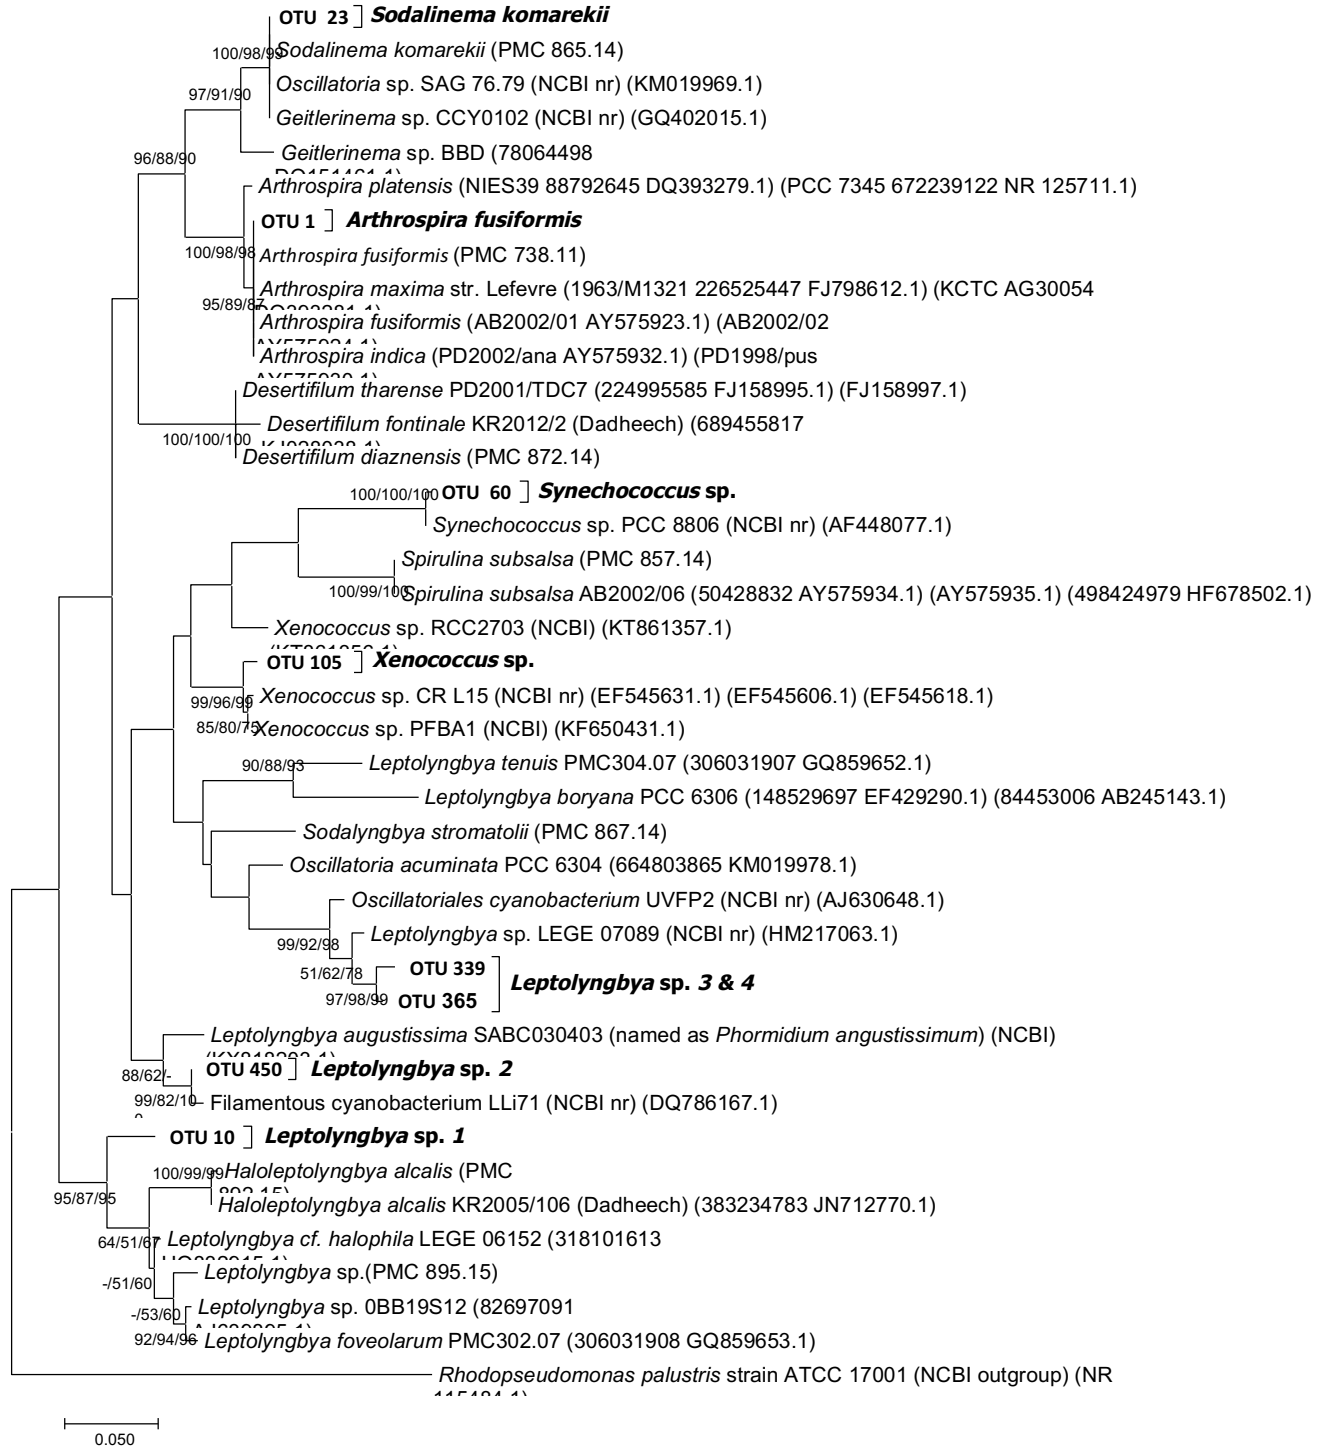 OTU 23 Sodalinema komarekii
100/98/99
Sodalinema komarekii (PMC 865.14)
Oscillatoria sp. SAG 76.79 (NCBI nr) (KM019969.1)
97/91/90
Geitlerinema sp. CCY0102 (NCBI nr) (GQ402015.1)
Geitlerinema sp. BBD (78064498
96/88/90
Arthrospira platensis (NIES39 88792645 DQ393279.1) (PCC 7345 672239122 NR 125711.1)
OTU 1 Arthrospira fusiformis
100/98/98
Arthrospira fusiformis (PMC 738.11)
Arthrospira maxima str. Lefevre (1963/M1321 226525447 FJ798612.1) (KCTC AG30054
95/89/87
Arthrospira fusiformis (AB2002/01 AY575923.1) (AB2002/02
Arthrospira indica (PD2002/ana AY575932.1) (PD1998/pus
Desertifilum tharense PD2001/TDC7 (224995585 FJ158995.1) (FJ158997.1)
Desertifilum fontinale KR2012/2 (Dadheech) (689455817
100/100/100
Desertifilum diaznensis (PMC 872.14)
100/100/100
OTU 60 Synechococcus sp.
Synechococcus sp. PCC 8806 (NCBI nr) (AF448077.1)
Spirulina subsalsa (PMC 857.14)
100/99/100
Spirulina subsalsa AB2002/06 (50428832 AY575934.1) (AY575935.1) (498424979 HF678502.1)
Xenococcus sp. RCC2703 (NCBI) (KT861357.1)
OTU 105 Xenococcus sp.
99/96/99
Xenococcus sp. CR L15 (NCBI nr) (EF545631.1) (EF545606.1) (EF545618.1)
85/80/75
Xenococcus sp. PFBA1 (NCBI) (KF650431.1)
90/88/93
Leptolyngbya tenuis PMC304.07 (306031907 GQ859652.1)
Leptolyngbya boryana PCC 6306 (148529697 EF429290.1) (84453006 AB245143.1)
Sodalyngbya stromatolii (PMC 867.14)
Oscillatoria acuminata PCC 6304 (664803865 KM019978.1)
Oscillatoriales cyanobacterium UVFP2 (NCBI nr) (AJ630648.1)
99/92/98
Leptolyngbya sp. LEGE 07089 (NCBI nr) (HM217063.1)
51/62/78
OTU 339
Leptolyngbya sp. 3 & 4
97/98/99
OTU 365
Leptolyngbya augustissima SABC030403 (named as Phormidium angustissimum) (NCBI)
88/62/-
OTU 450 Leptolyngbya sp. 2
99/82/10
0
Filamentous cyanobacterium LLi71 (NCBI nr) (DQ786167.1)
OTU 10 Leptolyngbya sp. 1
100/99/99
Haloleptolyngbya alcalis (PMC
95/87/95
Haloleptolyngbya alcalis KR2005/106 (Dadheech) (383234783 JN712770.1)
64/51/67
Leptolyngbya cf. halophila LEGE 06152 (318101613
-/51/60
Leptolyngbya sp.(PMC 895.15)
-/53/60
Leptolyngbya sp. 0BB19S12 (82697091
92/94/96
Leptolyngbya foveolarum PMC302.07 (306031908 GQ859653.1)
Rhodopseudomonas palustris strain ATCC 17001 (NCBI outgroup) (NR
0.050